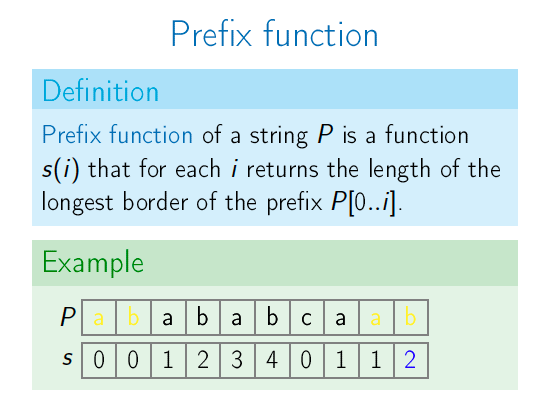 Prefix function
Definition
Prefix function of a string P is a function
s(i) that for each i returns the length of the
longest border of the prefix P[0..i].
Example
P a b a b a b c a a b
s 0 0 1 2 3 4 0 1 1 2